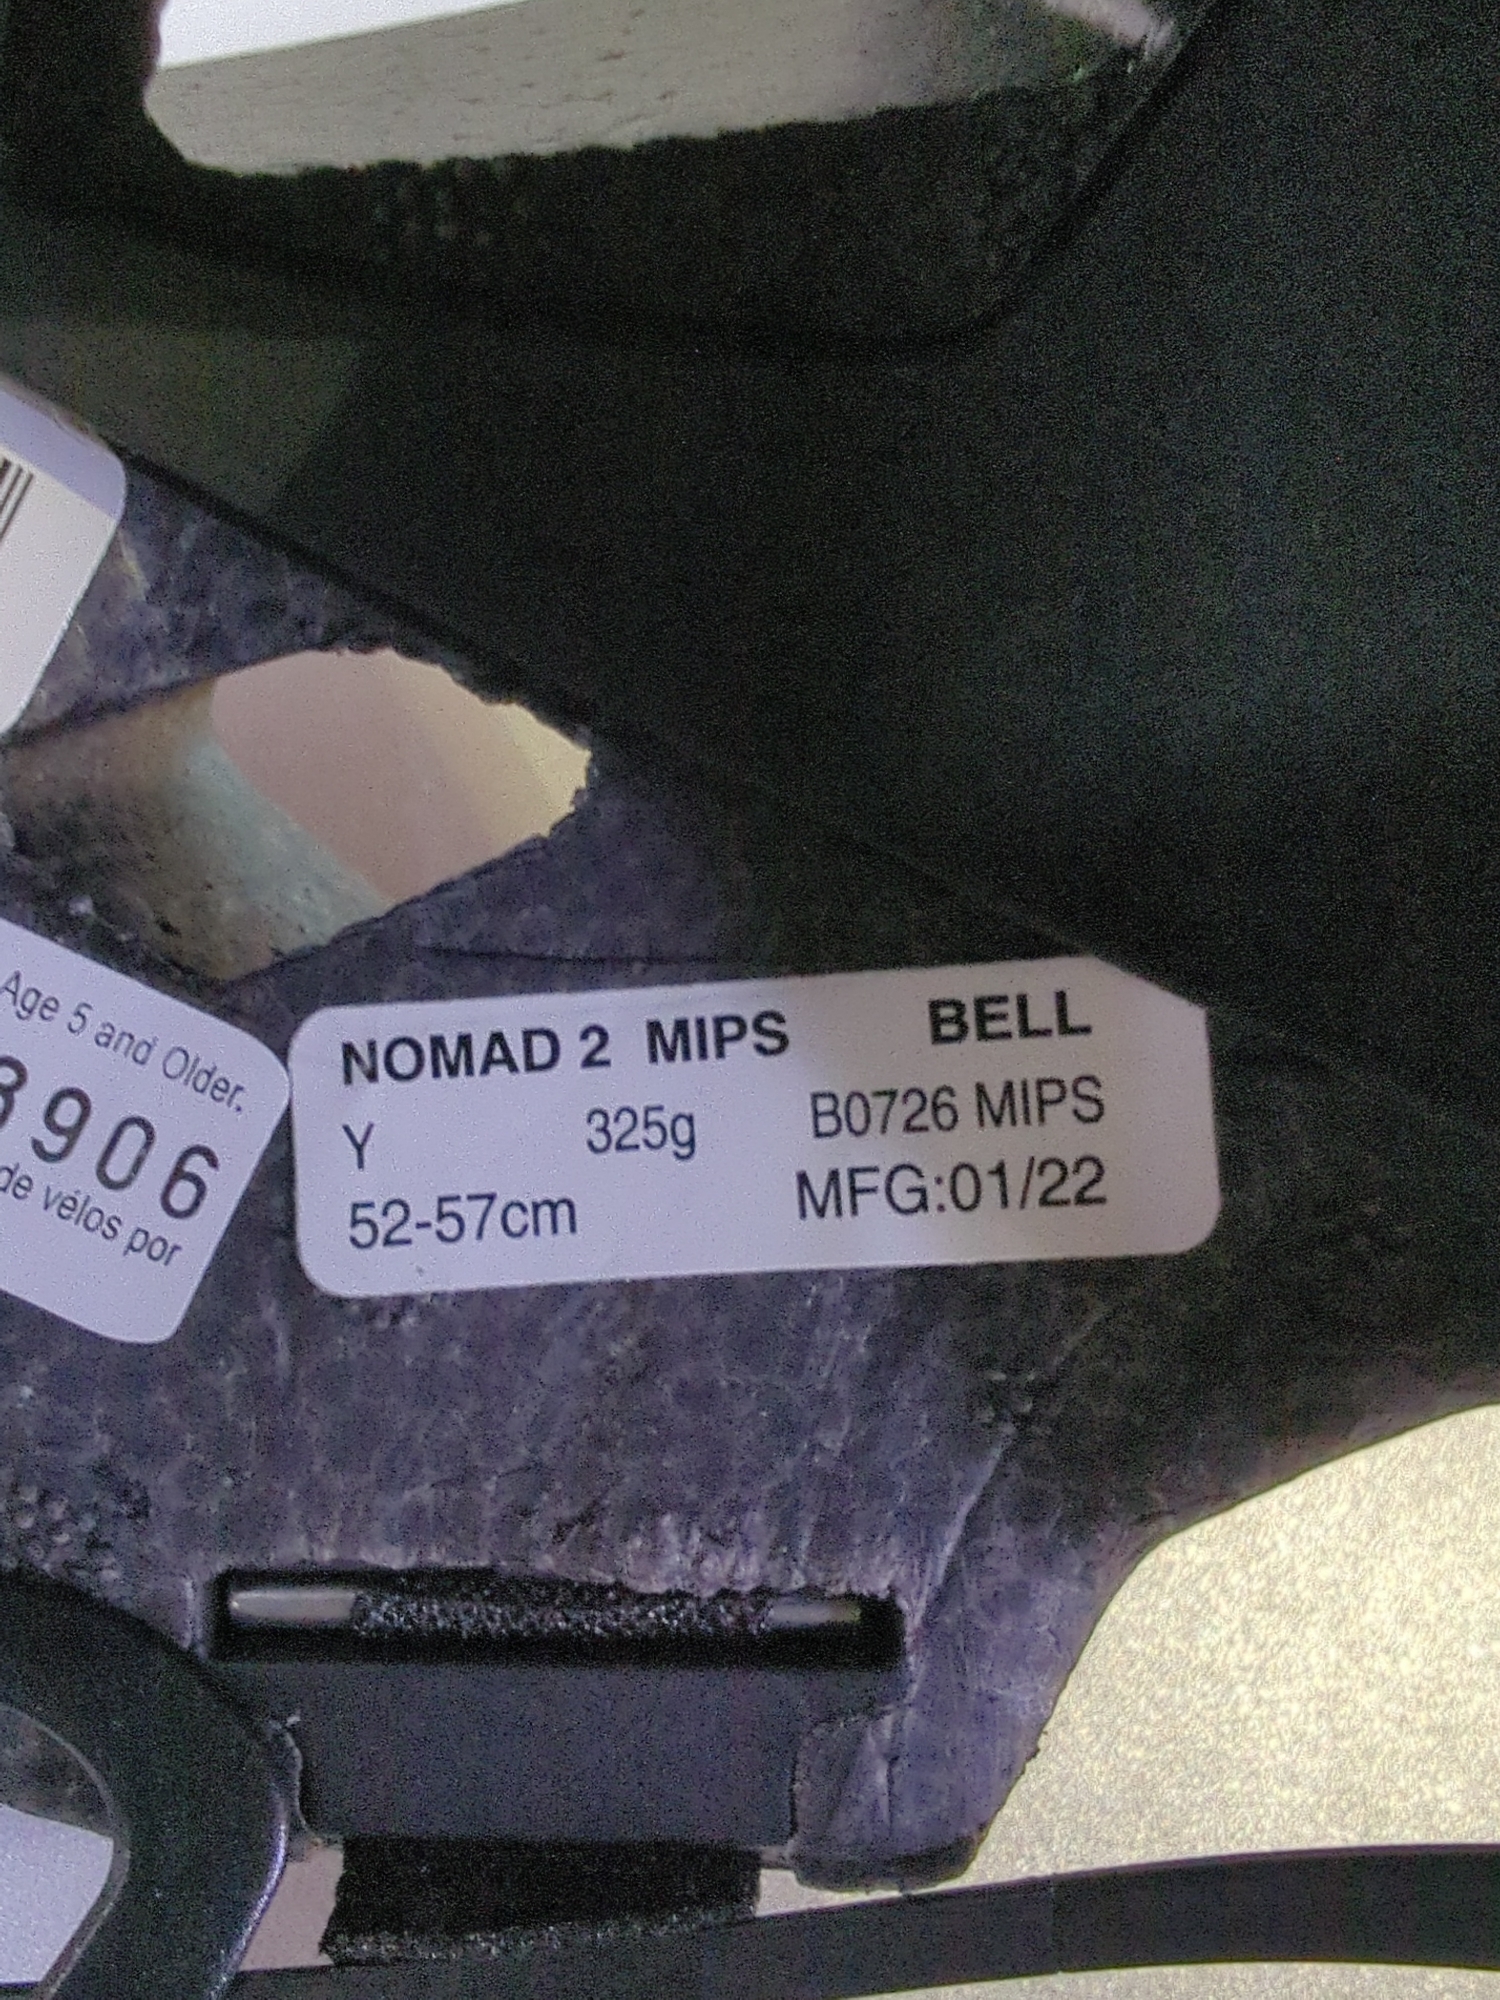 Age 5 and Older.
8906
de vélos por
NOMAD 2 MIPS BELL
Y 325g B0726 MIPS
52-57cm MFG:01/22